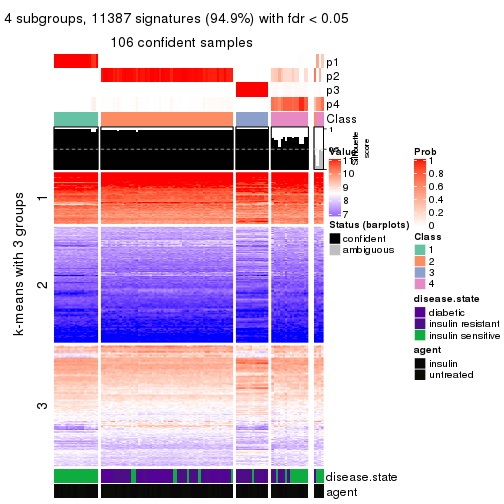 4 subgroups, 11387 signatures (94.9%) with fdr < 0.05
106 confident samples
p1
p2
p3
p4
Class
1
0.5
Silhouette
score
k-means with 3 groups
1
2
3
disease.state
agent
Value
11
10
9
8
7
Status (barplots)
confident
ambiguous
Prob
1
0.8
0.6
0.4
0.2
0
Class
1
2
3
4
disease.state
diabetic
insulin resistant
insulin sensitive
agent
insulin
untreated